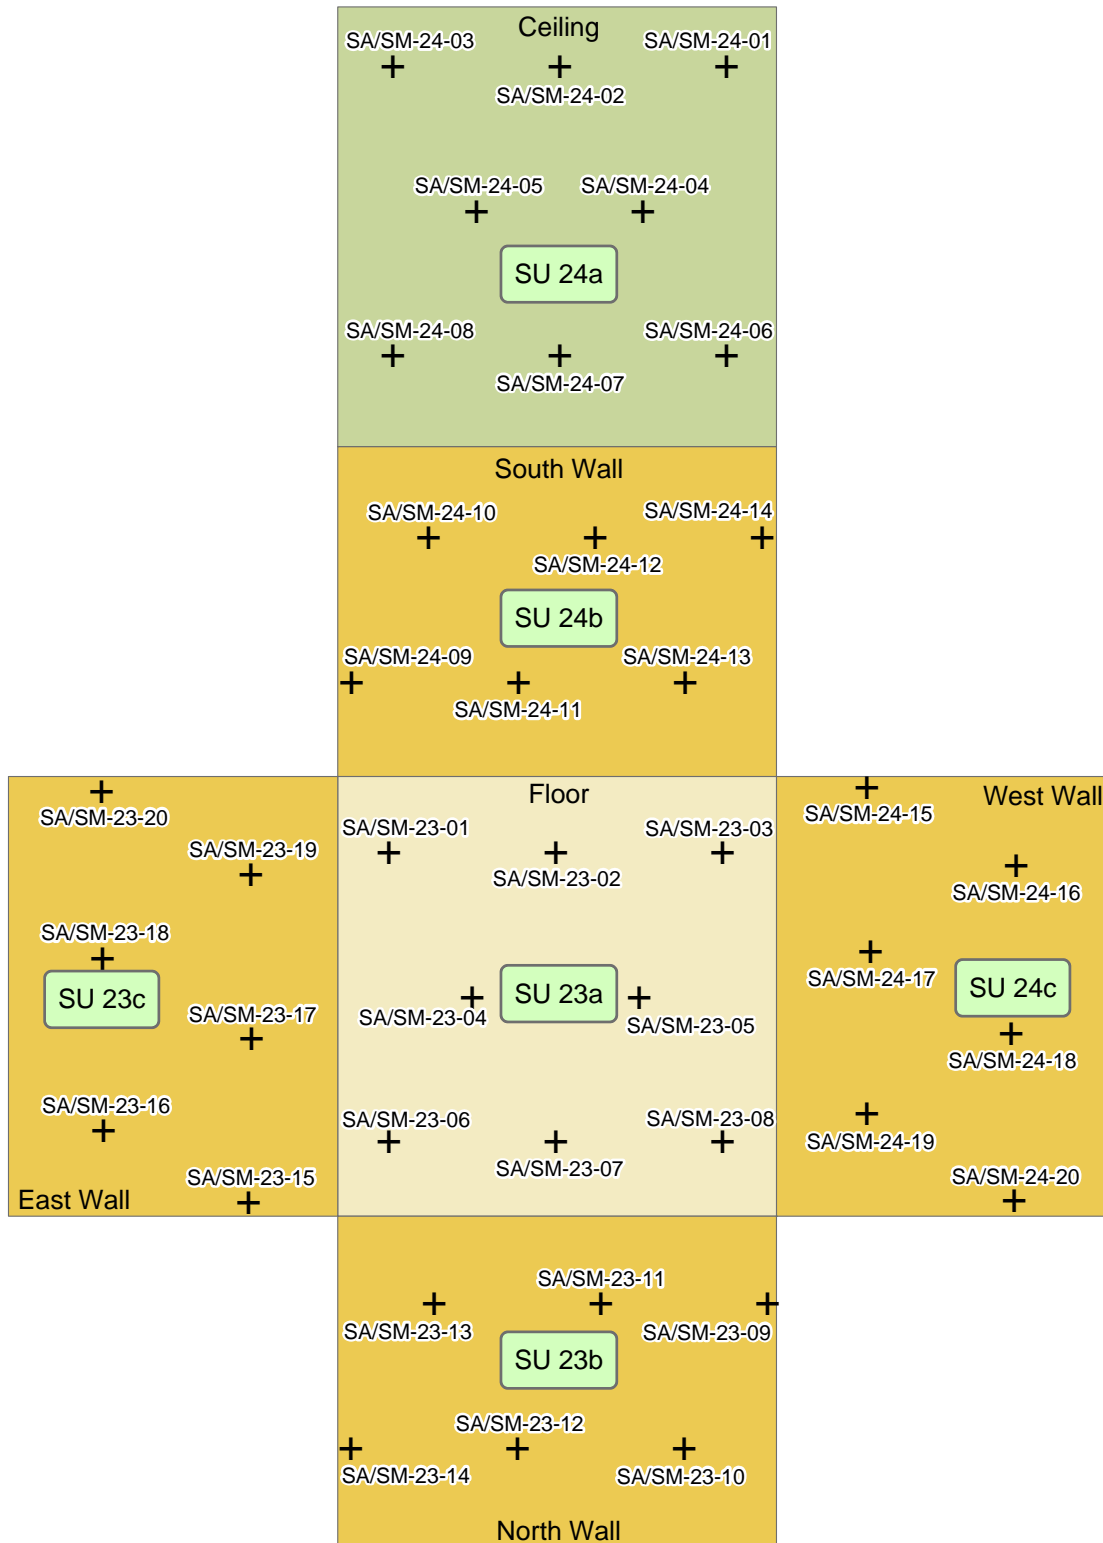 Ceiling
SA/SM-24-03
SA/SM-24-01
SA/SM-24-02
SA/SM-24-05
SA/SM-24-04
SU 24a
SA/SM-24-08
SA/SM-24-06
SA/SM-24-07
South Wall
SA/SM-24-10
SA/SM-24-14
SA/SM-24-12
SU 24b
SA/SM-24-09
SA/SM-24-13
SA/SM-24-11
SA/SM-23-20
SA/SM-23-19
SA/SM-23-18
SU 23c
SA/SM-23-17
SA/SM-23-16
SA/SM-23-15
East Wall
Floor
SA/SM-23-01
SA/SM-23-03
SA/SM-23-02
SU 23a
SA/SM-23-04
SA/SM-23-05
SA/SM-23-06
SA/SM-23-08
SA/SM-23-07
West Wall
SA/SM-24-15
SA/SM-24-16
SA/SM-24-17
SU 24c
SA/SM-24-18
SA/SM-24-19
SA/SM-24-20
SA/SM-23-11
SA/SM-23-13
SA/SM-23-09
SU 23b
SA/SM-23-12
SA/SM-23-14
SA/SM-23-10
North Wall